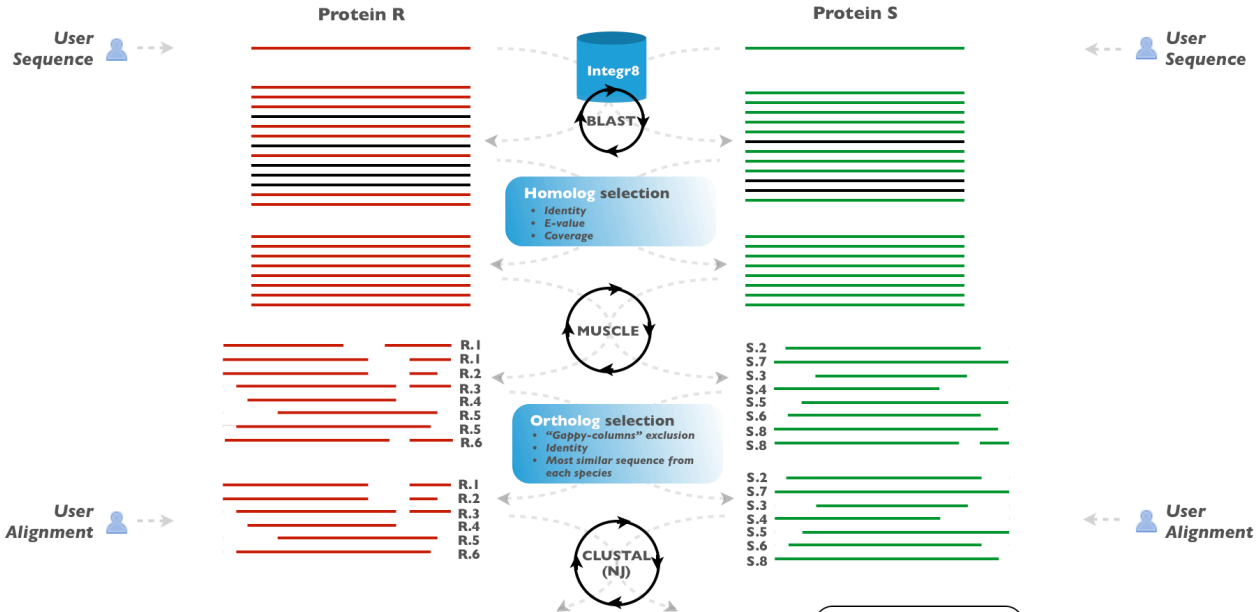 Protein R
Protein S
User
Sequence
User
Sequence
Integr8
BLAST
Homolog selection
• Identity
• E-value
• Coverage
MUSCLE
R.1
R.1
R.2
R.3
R.4
R.5
R.5
R.6
S.2
S.7
S.3
S.4
S.5
S.6
S.8
S.8
Ortholog selection
• “Gappy-columns” exclusion
• Identity
• Most similar sequence from
each species
User
Alignment
R.1
R.2
R.3
R.4
R.5
R.6
S.2
S.7
S.3
S.4
S.5
S.6
S.8
User
Alignment
CLUSTAL
(NJ)